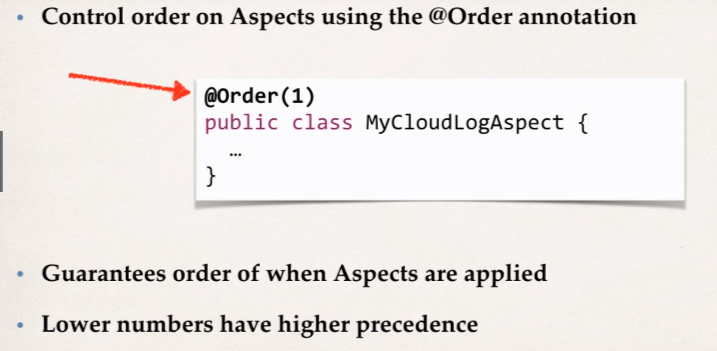 • Control order on Aspects using the @Order annotation
@Order(1)
public class MyCloudLogAspect {
…
}
• Guarantees order of when Aspects are applied
• Lower numbers have higher precedence